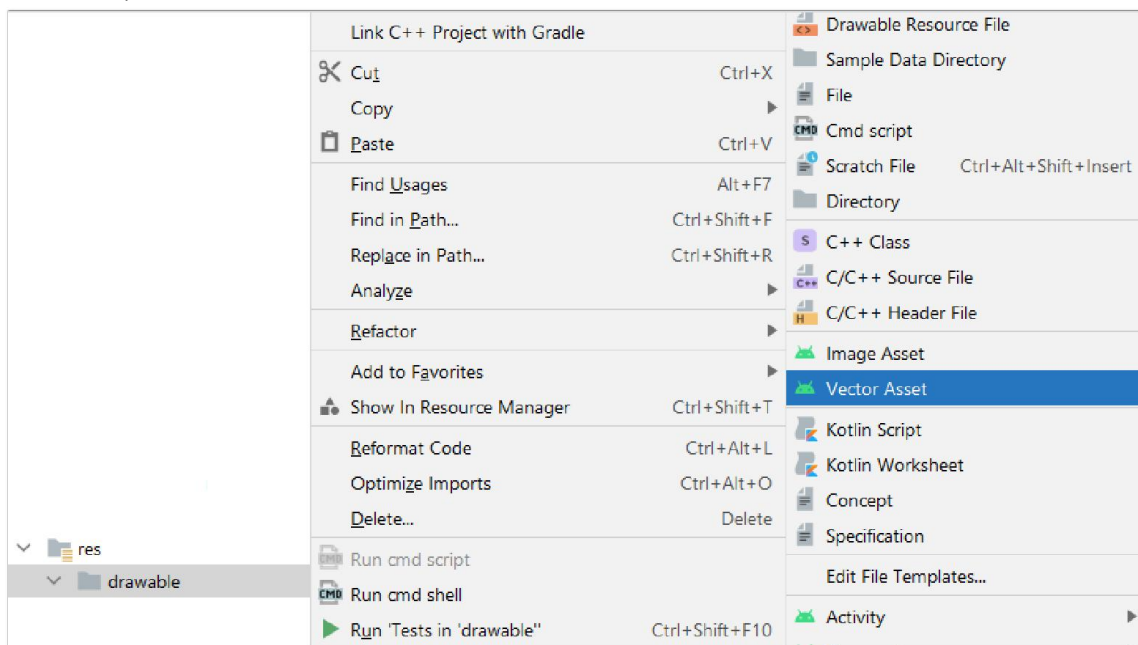 res
drawable
Link C++ Project with Gradle
Cut Ctrl+X
Copy
Paste Ctrl+V
Find Usages Alt+F7
Find in Path... Ctrl+Shift+F
Replace in Path... Ctrl+Shift+R
Analyze
Refactor
Add to Favorites
Show In Resource Manager Ctrl+Shift+T
Reformat Code Ctrl+Alt+L
Optimize Imports Ctrl+Alt+O
Delete... Delete
CMD Run cmd script
CMD Run cmd shell
Run 'Tests in 'drawable'' Ctrl+Shift+F10
Drawable Resource File
Sample Data Directory
File
CMD Cmd script
Scratch File Ctrl+Alt+Shift+Insert
Directory
S C++ Class
C++ C/C++ Source File
H C/C++ Header File
Image Asset
Vector Asset
Kotlin Script
Kotlin Worksheet
Concept
Specification
Edit File Templates...
Activity